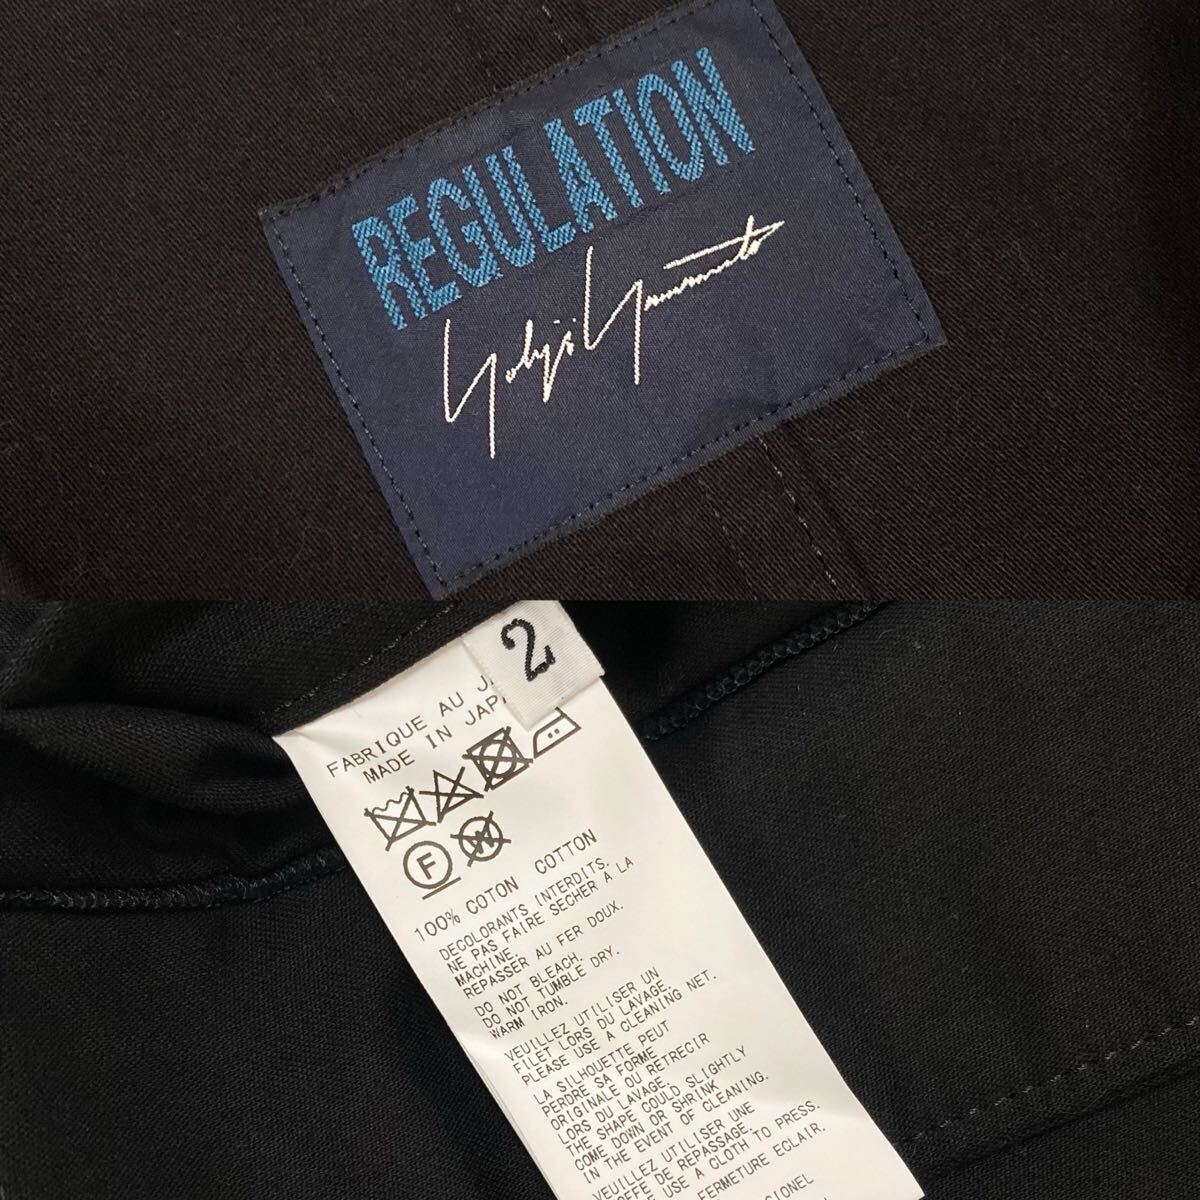 REGULATION
Yohji Yamamoto
2
FABRIQUE AU
MADE IN
F
W
100% COTON COTTON
DECOLORANTS INTERDITS.
NE PAS FAIRE SECHER A LA
MACHINE.
REPASSER AU FER DOUX.
DO NOT BLEACH.
DO NOT TUMBLE DRY.
WARM IRON.
VEUILLEZ UTILISER UN
FILET LORS DU LAVAGE.
PLEASE USE A CLEANING NET.
LA SILHOUETTE PEUT
PERDRE SA FORME
ORIGINALE OU RETRECIR
LORS DU LAVAGE.
THE SHAPE COULD SLIGHTLY
COME DOWN OR SHRINK
IN THE EVENT OF CLEANING.
VEUILLEZ UTILISER UNE
DE REPASSAGE.
USE A CLOTH TO PRESS.
FERMETURE ECLAIR.